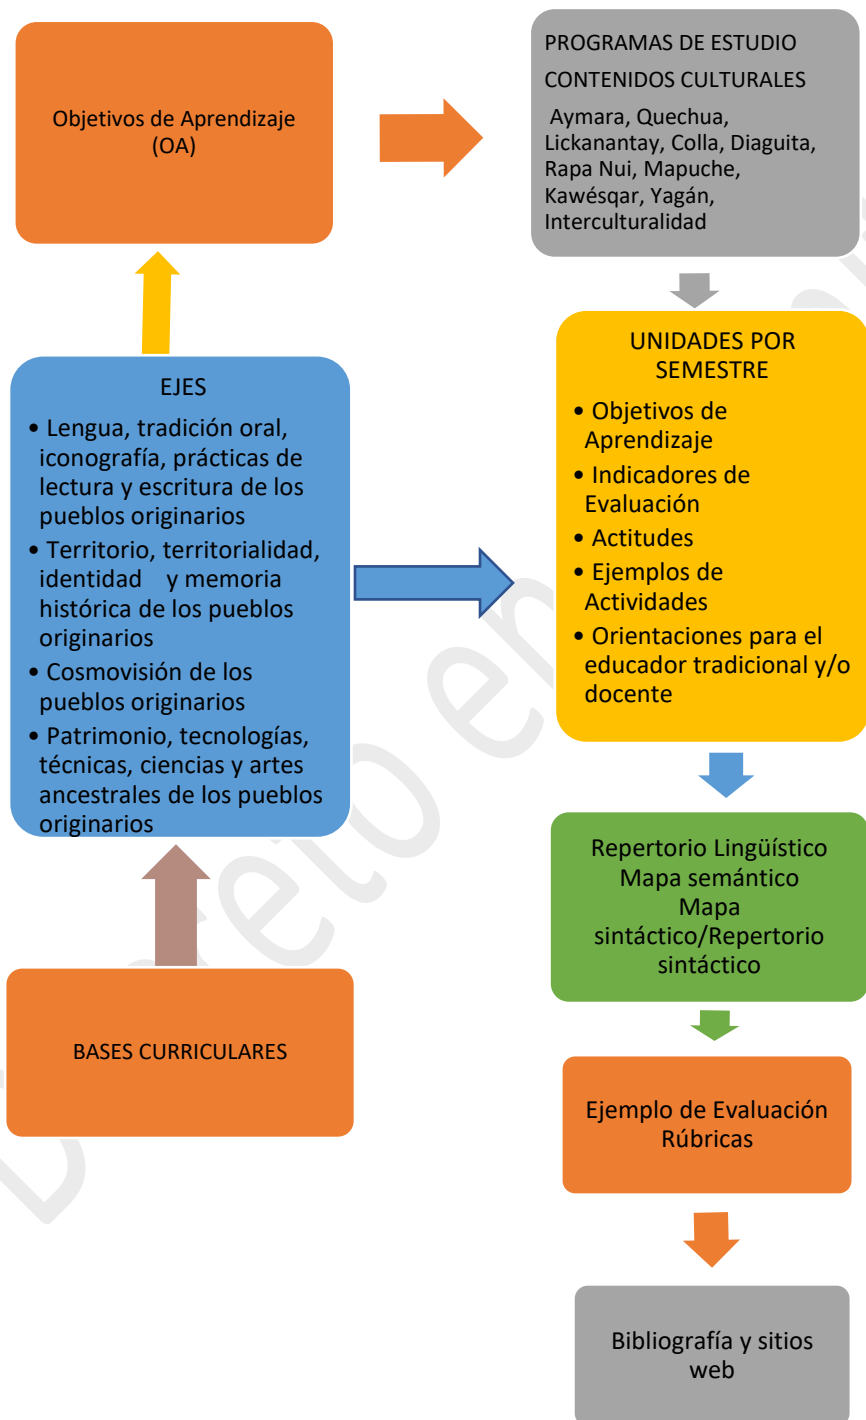 Objetivos de Aprendizaje
(OA)
PROGRAMAS DE ESTUDIO
CONTENIDOS CULTURALES
Aymara, Quechua,
Lickanantay, Colla, Diaguita,
Rapa Nui, Mapuche,
Kawésqar, Yagán,
Interculturalidad
EJES
• Lengua, tradición oral,
iconografía, prácticas de
lectura y escritura de los
pueblos originarios
• Territorio, territorialidad,
identidad y memoria
histórica de los pueblos
originarios
• Cosmovisión de los
pueblos originarios
• Patrimonio, tecnologías,
técnicas, ciencias y artes
ancestrales de los pueblos
originarios
UNIDADES POR
SEMESTRE
• Objetivos de
Aprendizaje
• Indicadores de
Evaluación
• Actitudes
• Ejemplos de
Actividades
• Orientaciones para el
educador tradicional y/o
docente
BASES CURRICULARES
Repertorio Lingüístico
Mapa semántico
Mapa
sintáctico/Repertorio
sintáctico
Ejemplo de Evaluación
Rúbricas
Bibliografía y sitios
web